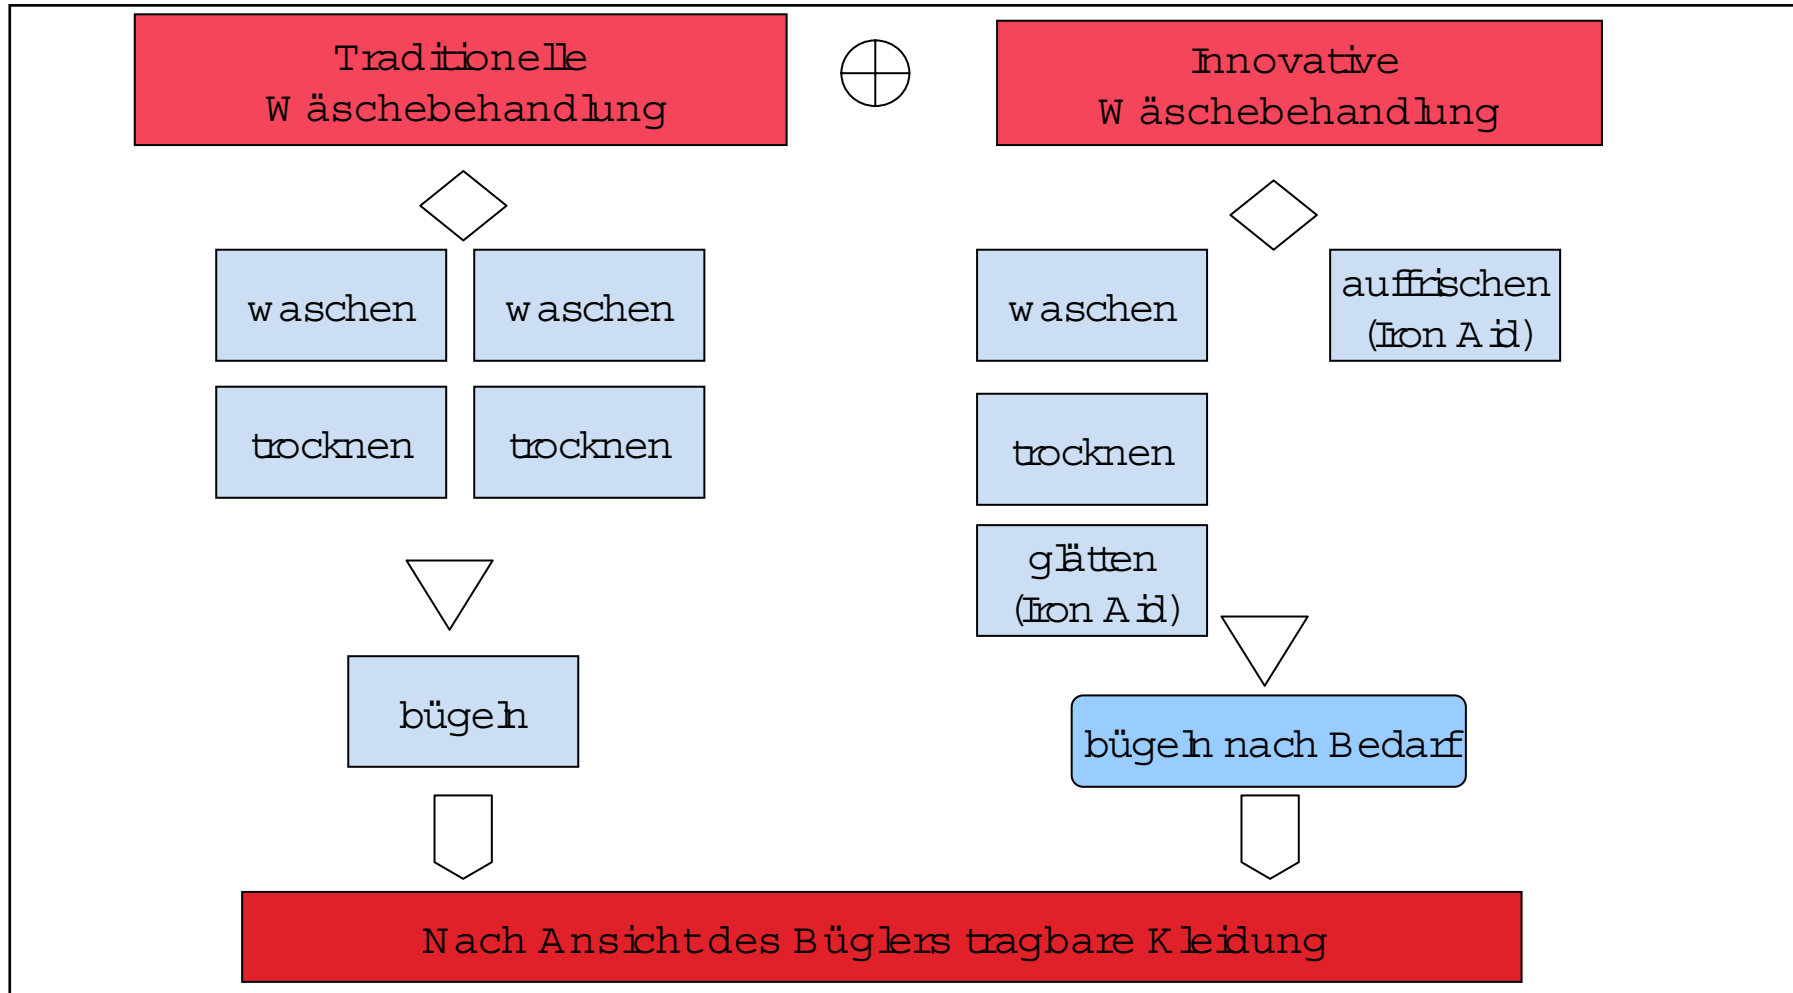 Traditionelle
Wäschebehandlung
Innovative
Wäschebehandlung
waschen
waschen
trocknen
trocknen
bügeln
waschen
auffrischen
(Iron Aid)
trocknen
glätten
(Iron Aid)
bügeln nach Bedarf
Nach Ansicht des Büglers tragbare Kleidung